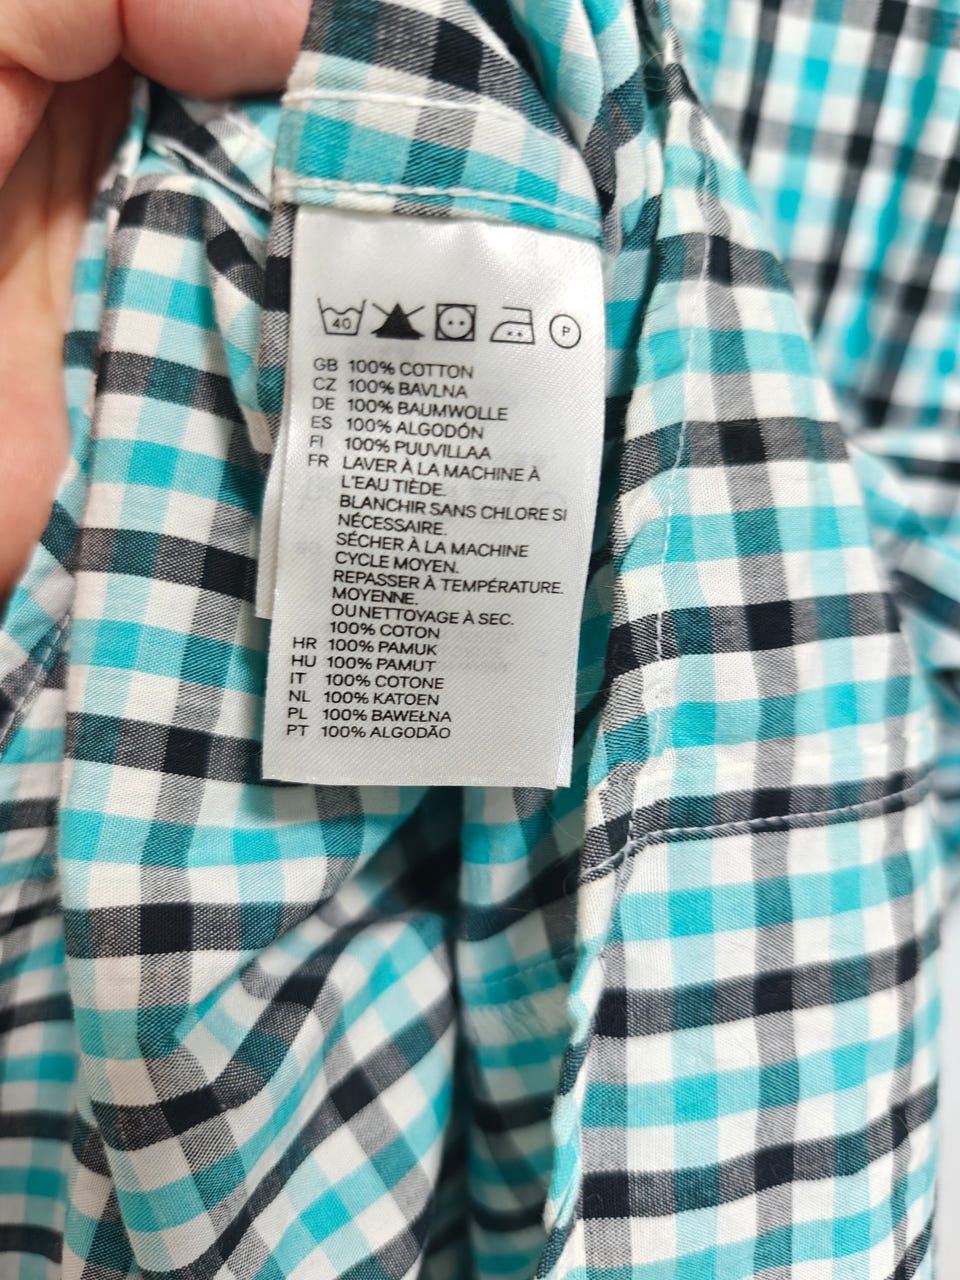 40
P
GB 100% COTTON
CZ 100% BAVLNA
DE 100% BAUMWOLLE
ES 100% ALGODÓN
FI 100% PUUVILLAA
FR LAVER À LA MACHINE À
L'EAU TIÈDE.
BLANCHIR SANS CHLORE SI
NÉCESSAIRE.
SÉCHER À LA MACHINE
CYCLE MOYEN.
REPASSER À TEMPÉRATURE.
MOYENNE.
OU NETTOYAGE À SEC.
100% COTON
HR 100% PAMUK
HU 100% PAMUT
IT 100% COTONE
NL 100% KATOEN
PL 100% BAWEŁNA
PT 100% ALGODÃO